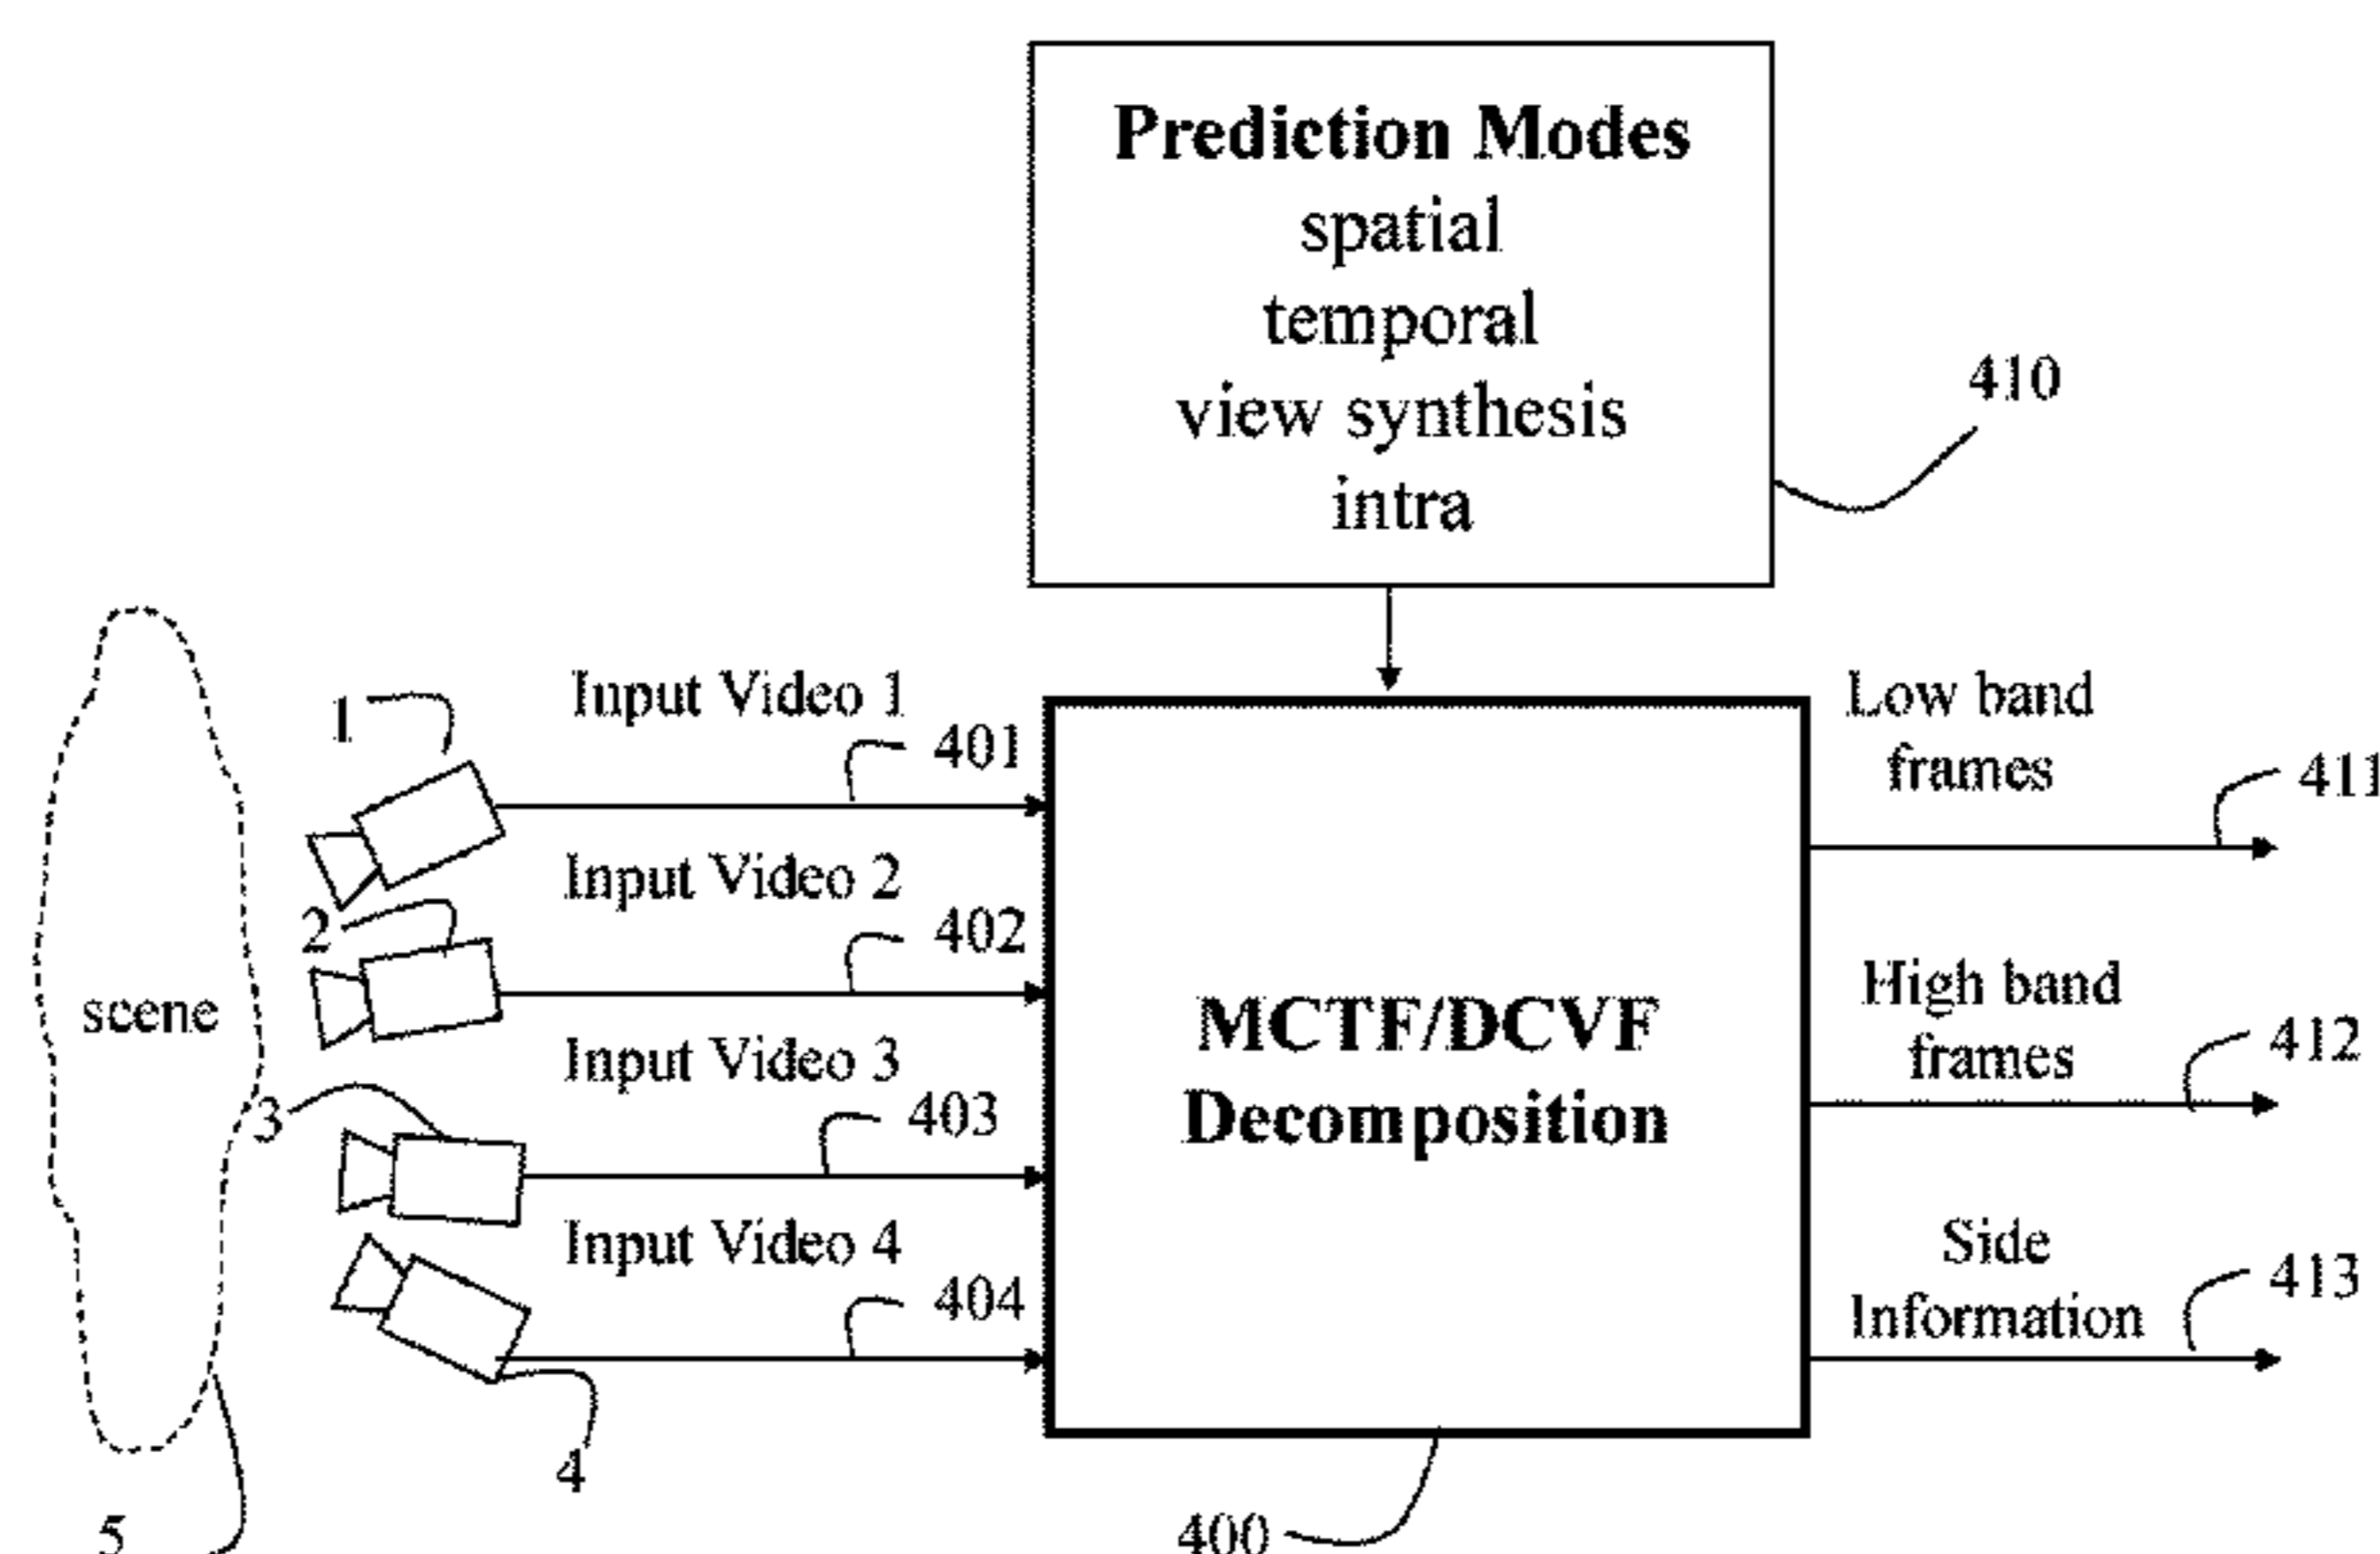 Prediction Modes
spatial
temporal
view synthesis
intra
410
1
Input Video 1
401
Low band
frames
411
Input Video 2
2
402
scene
High band
frames
412
MCTF/DCVF
Decomposition
Input Video 3
3
403
Input Video 4
404
Side
Information
413
4
5
400